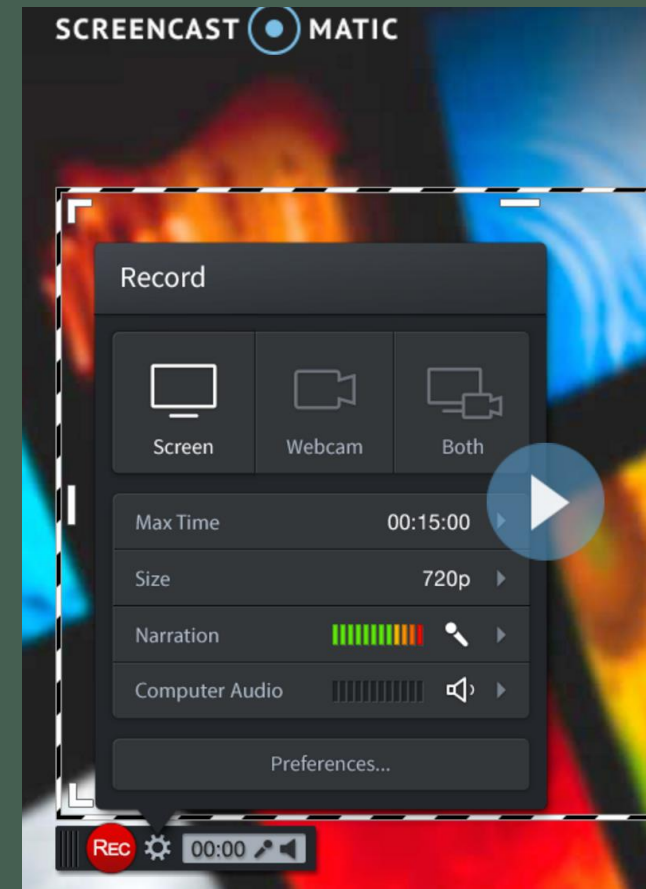 SCREENCAST MATIC
Record
Screen Webcam Both
Max Time 00:15:00
Size 720p
Narration
Computer Audio
Preferences...
REC 00:00